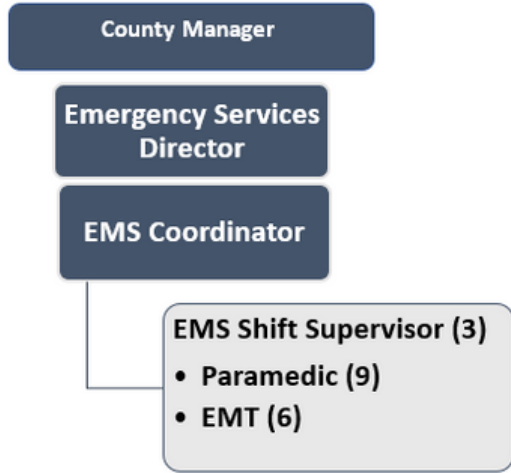 County Manager
Emergency Services
Director
EMS Coordinator
EMS Shift Supervisor (3)
• Paramedic (9)
• EMT (6)